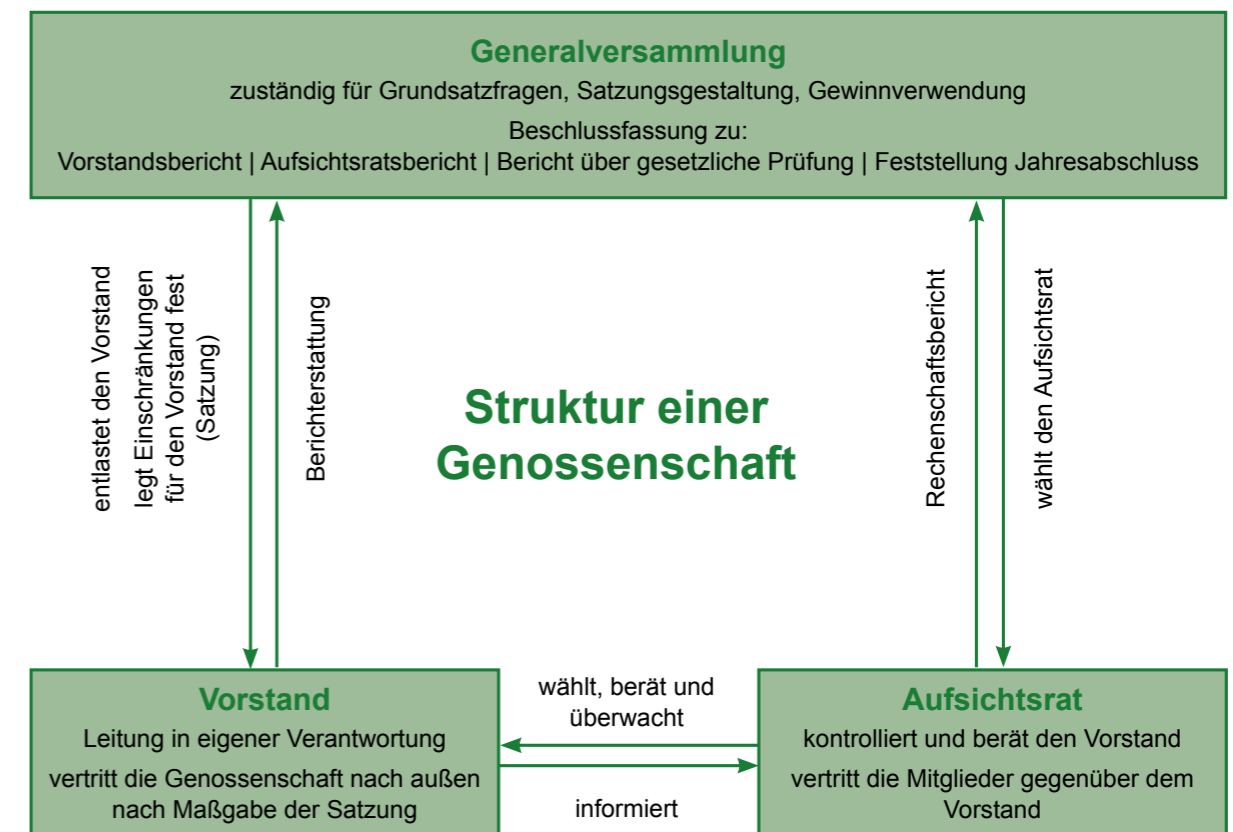 Generalversammlung
zuständig für Grundsatzfragen, Satzungsgestaltung, Gewinnverwendung
Beschlussfassung zu:
Vorstandsbericht | Aufsichtsratsbericht | Bericht über gesetzliche Prüfung | Feststellung Jahresabschluss
entlastet den Vorstand
legt Einschränkungen
für den Vorstand fest
(Satzung)
Berichterstattung
Struktur einer
Genossenschaft
Rechenschaftsbericht
wählt den Aufsichtsrat
Vorstand
Leitung in eigener Verantwortung
vertritt die Genossenschaft nach außen
nach Maßgabe der Satzung
wählt, berät und
überwacht
informiert
Aufsichtsrat
kontrolliert und berät den Vorstand
vertritt die Mitglieder gegenüber dem
Vorstand